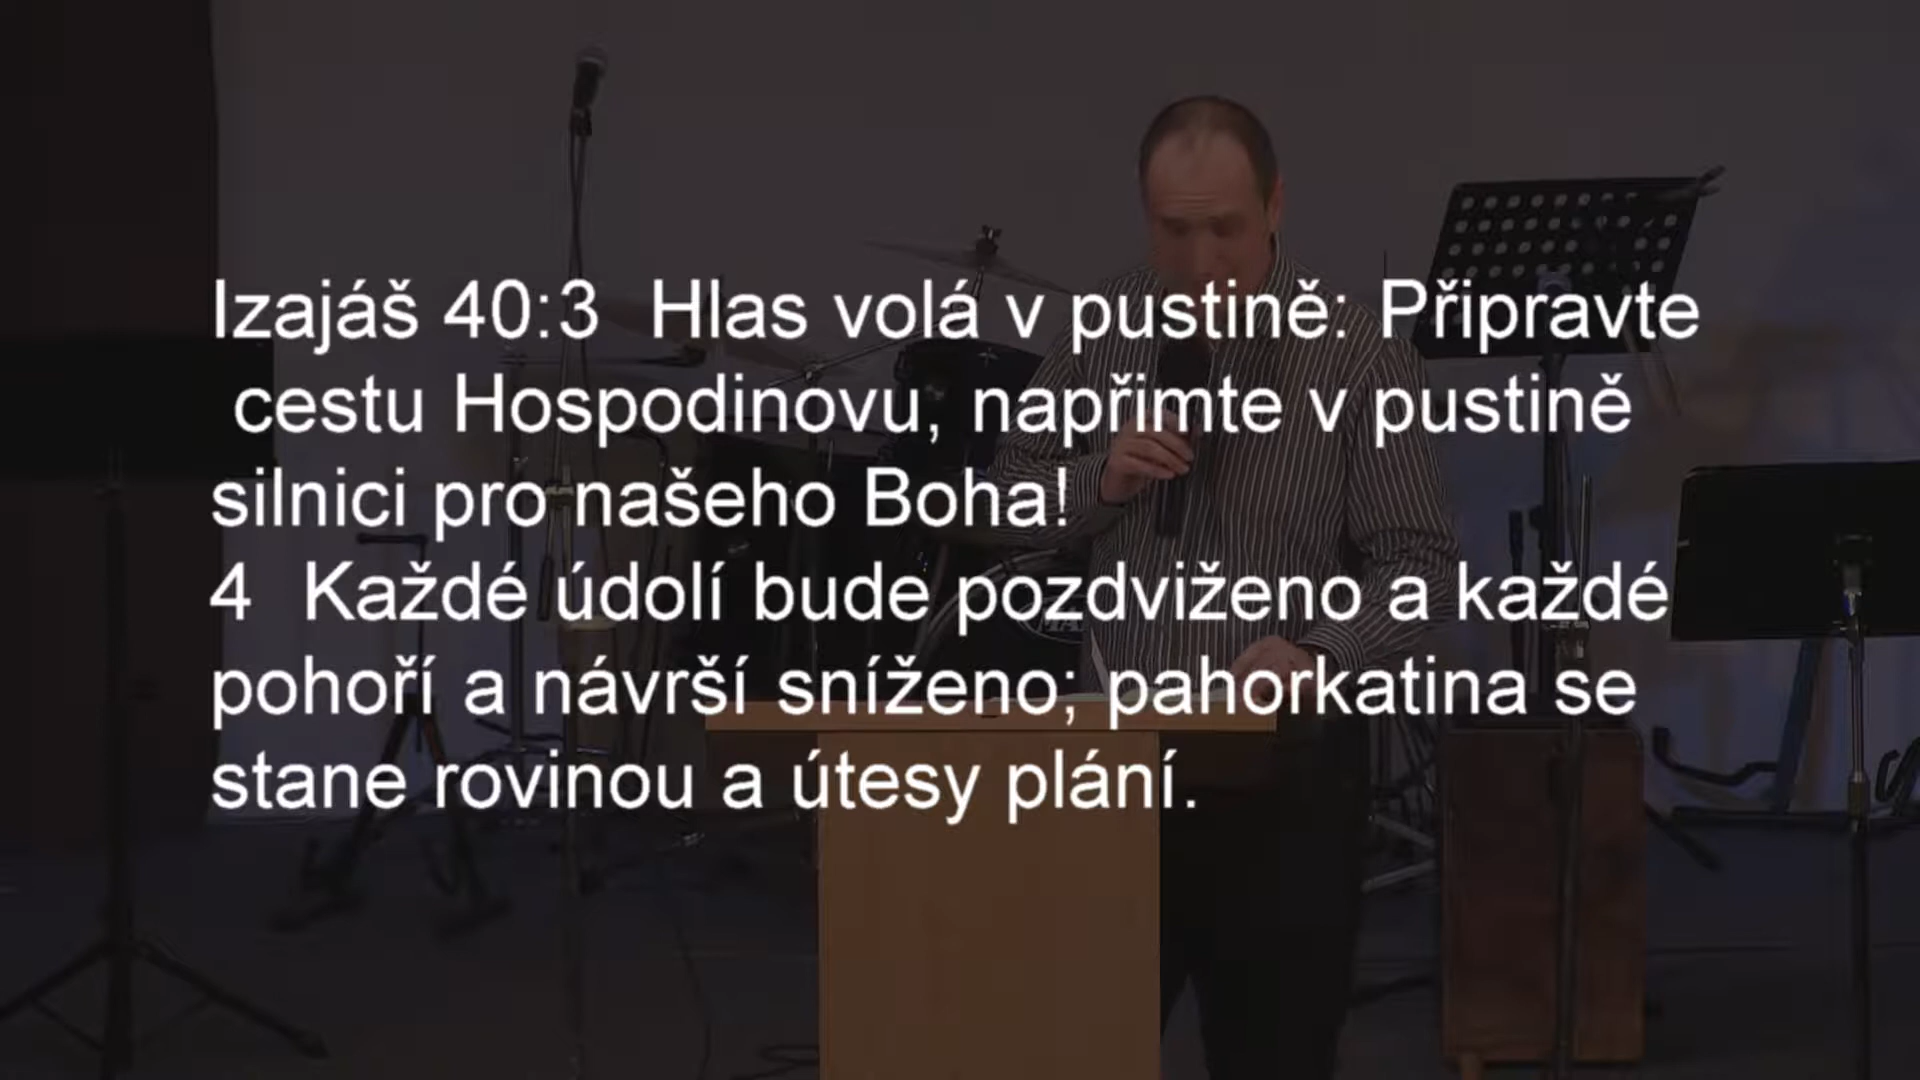 Izajáš 40:3  Hlas volá v pustině: Připravte
cestu Hospodinovu, napřimte v pustině
silnici pro našeho Boha!
4  Každé údolí bude pozdviženo a každé
pohoří a návrší sníženo; pahorkatina se
stane rovinou a útesy plání.